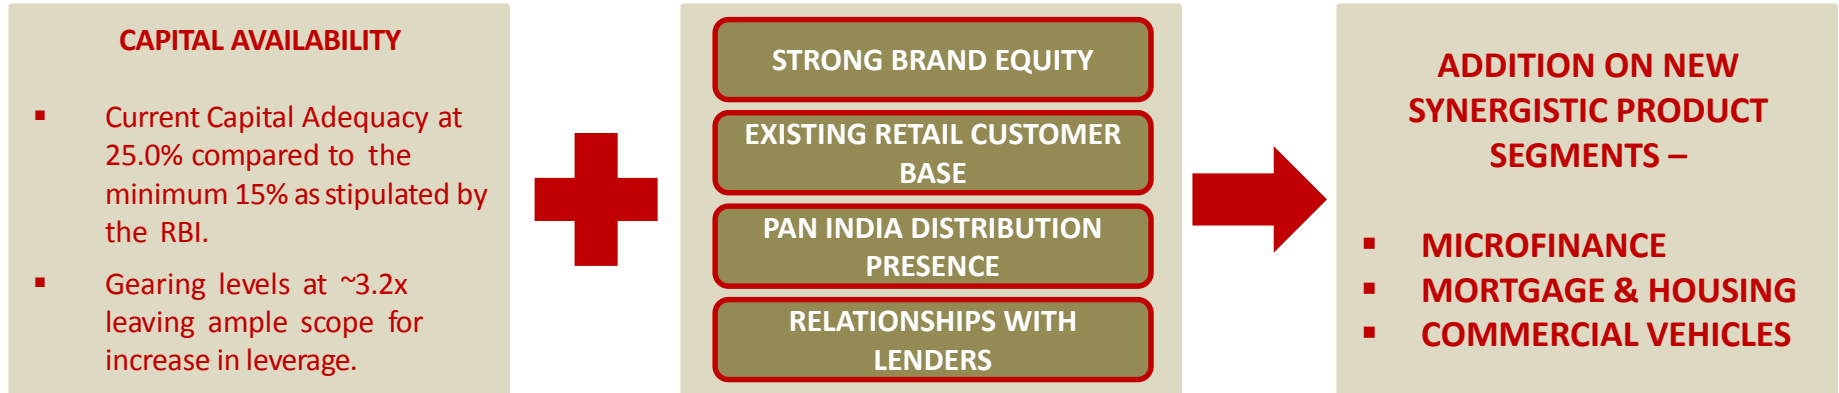 CAPITAL AVAILABILITY
▪ Current Capital Adequacy at
25.0% compared to the
minimum 15% as stipulated by
the RBI.
▪ Gearing levels at ~3.2x
leaving ample scope for
increase in leverage.
STRONG BRAND EQUITY
EXISTING RETAIL CUSTOMER
BASE
PAN INDIA DISTRIBUTION
PRESENCE
RELATIONSHIPS WITH
LENDERS
ADDITION ON NEW
SYNERGISTIC PRODUCT
SEGMENTS –
▪ MICROFINANCE
▪ MORTGAGE & HOUSING
▪ COMMERCIAL VEHICLES